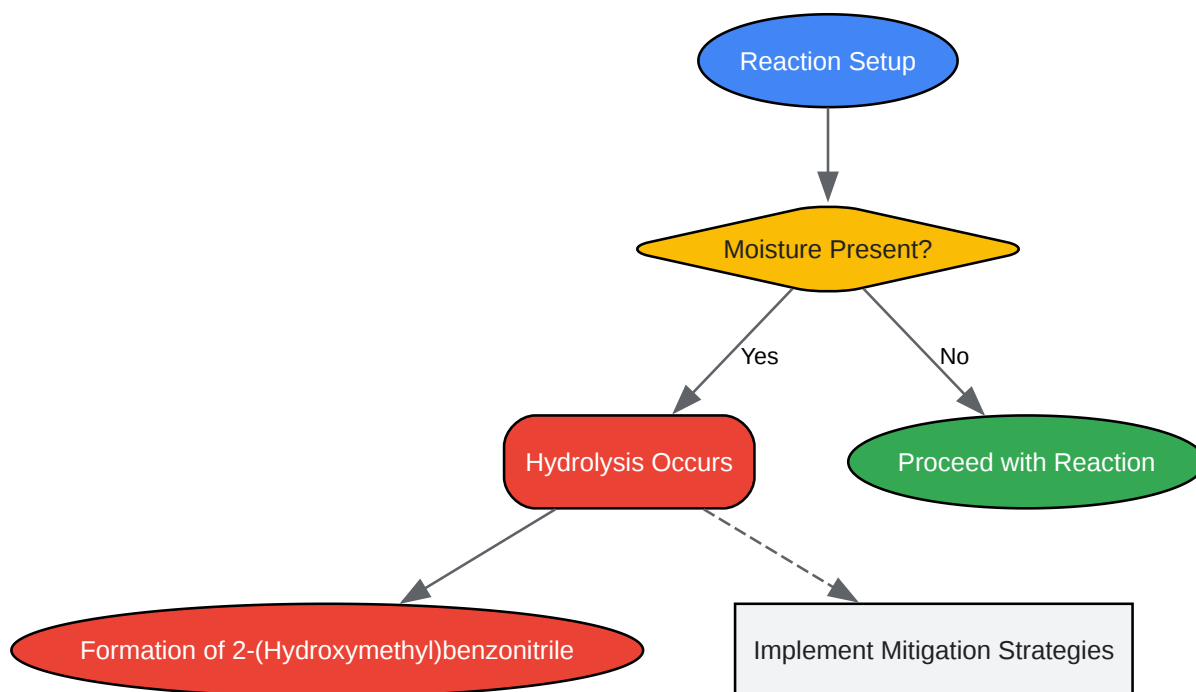 Reaction Setup
Moisture Present?
Yes
No
Hydrolysis Occurs
Proceed with Reaction
Formation of 2-(Hydroxymethyl)benzonitrile
Implement Mitigation Strategies